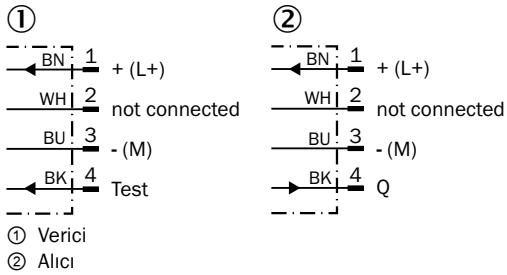 ① ②
BN 1 + (L+)
WH 2 not connected
BU 3 - (M)
BK 4 Test
BN 1 + (L+)
WH 2 not connected
BU 3 - (M)
BK 4 Q
① Verici
② Alıcı